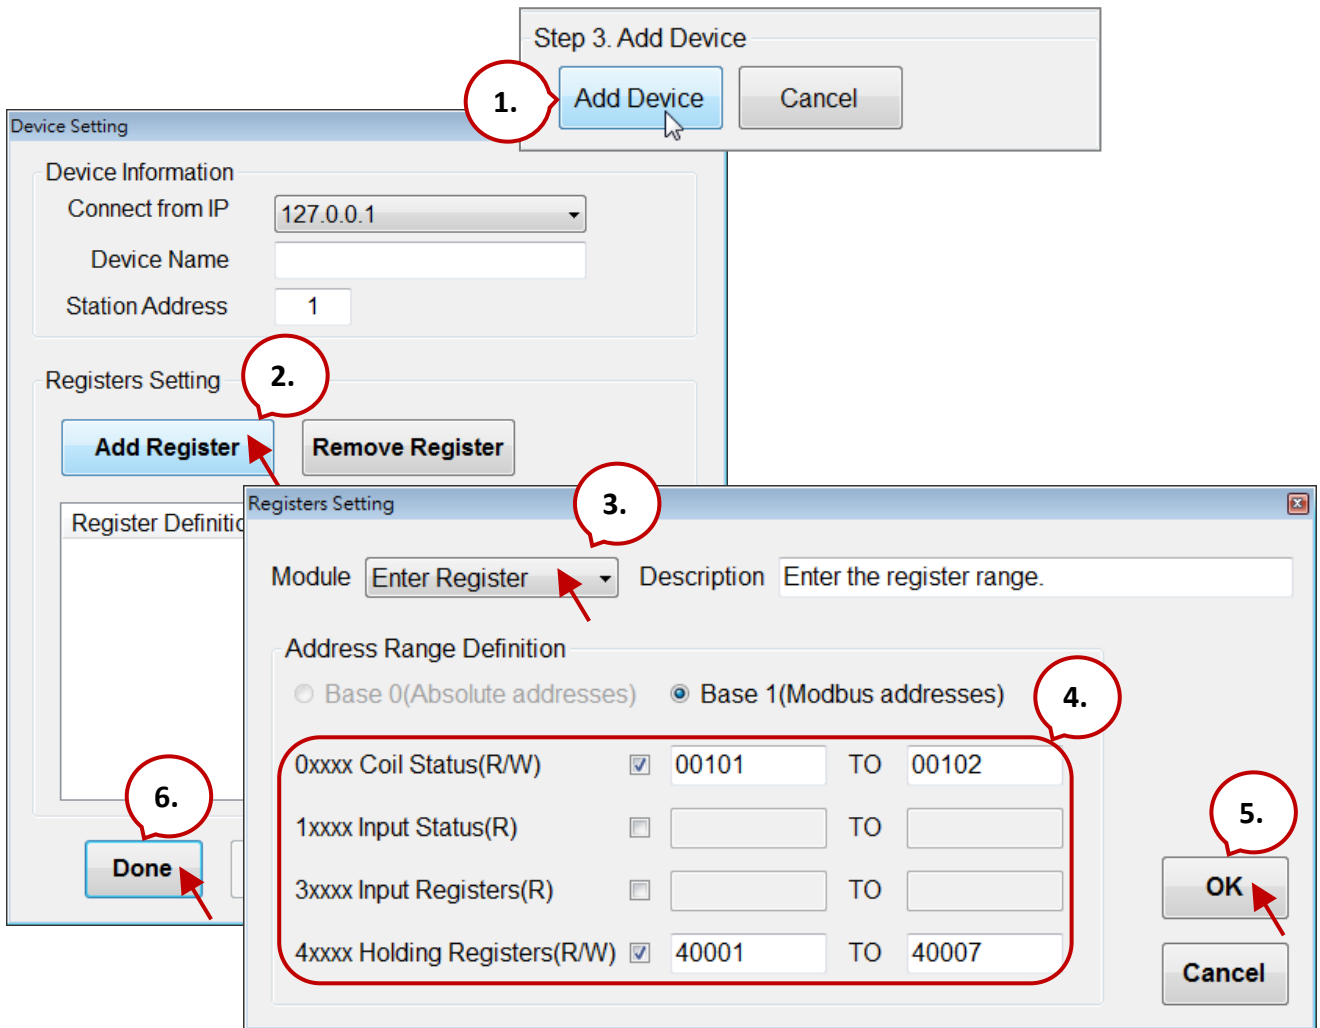 Step 3. Add Device
1.
Add Device
Cancel
Device Setting
Device Information
Connect from IP
127.0.0.1
Device Name
Station Address
1
Registers Setting
2.
Add Register
Remove Register
Register Definitio
Registers Setting
3.
Module
Enter Register
Description
Enter the register range.
Address Range Definition
Base 0(Absolute addresses)
Base 1(Modbus addresses)
4.
0xxxx Coil Status(R/W)
00101
TO
00102
1xxxx Input Status(R)
TO
3xxxx Input Registers(R)
TO
4xxxx Holding Registers(R/W)
40001
TO
40007
5.
OK
Cancel
6.
Done